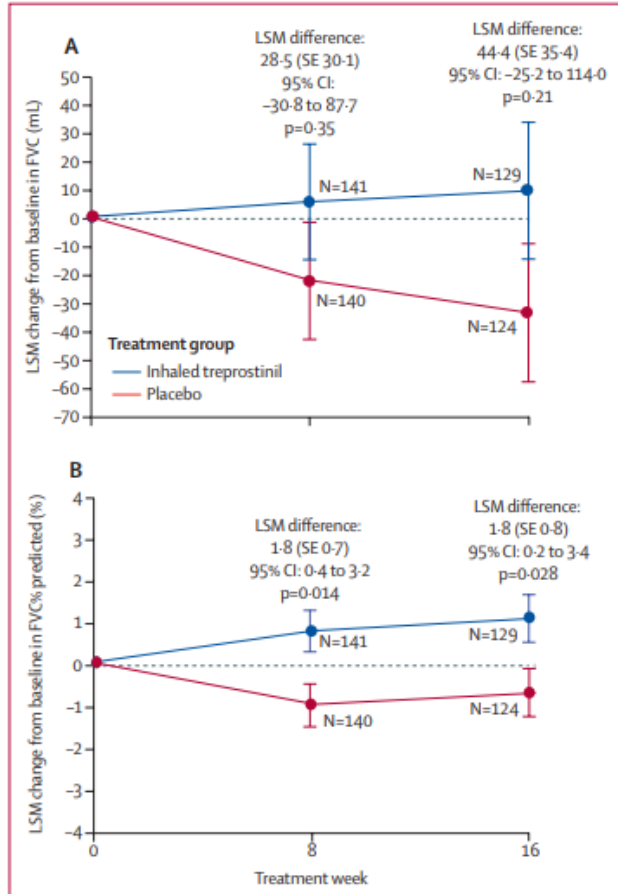 A
LSM difference:
28·5 (SE 30·1)
95% CI:
–30·8 to 87·7
p=0·35
LSM difference:
44·4 (SE 35·4)
95% CI: –25·2 to 114·0
p=0·21
LSM change from baseline in FVC (mL)
50
40
30
20
10
0
–10
–20
–30
–40
–50
–60
–70
N=141
N=129
N=140
N=124
Treatment group
Inhaled treprostinil
Placebo
B
LSM difference:
1·8 (SE 0·7)
95% CI: 0·4 to 3·2
p=0·014
LSM difference:
1·8 (SE 0·8)
95% CI: 0·2 to 3·4
p=0·028
LSM change from baseline in FVC% predicted (%)
4
3
2
1
0
–1
–2
–3
–4
N=141
N=129
N=140
N=124
0
8
16
Treatment week